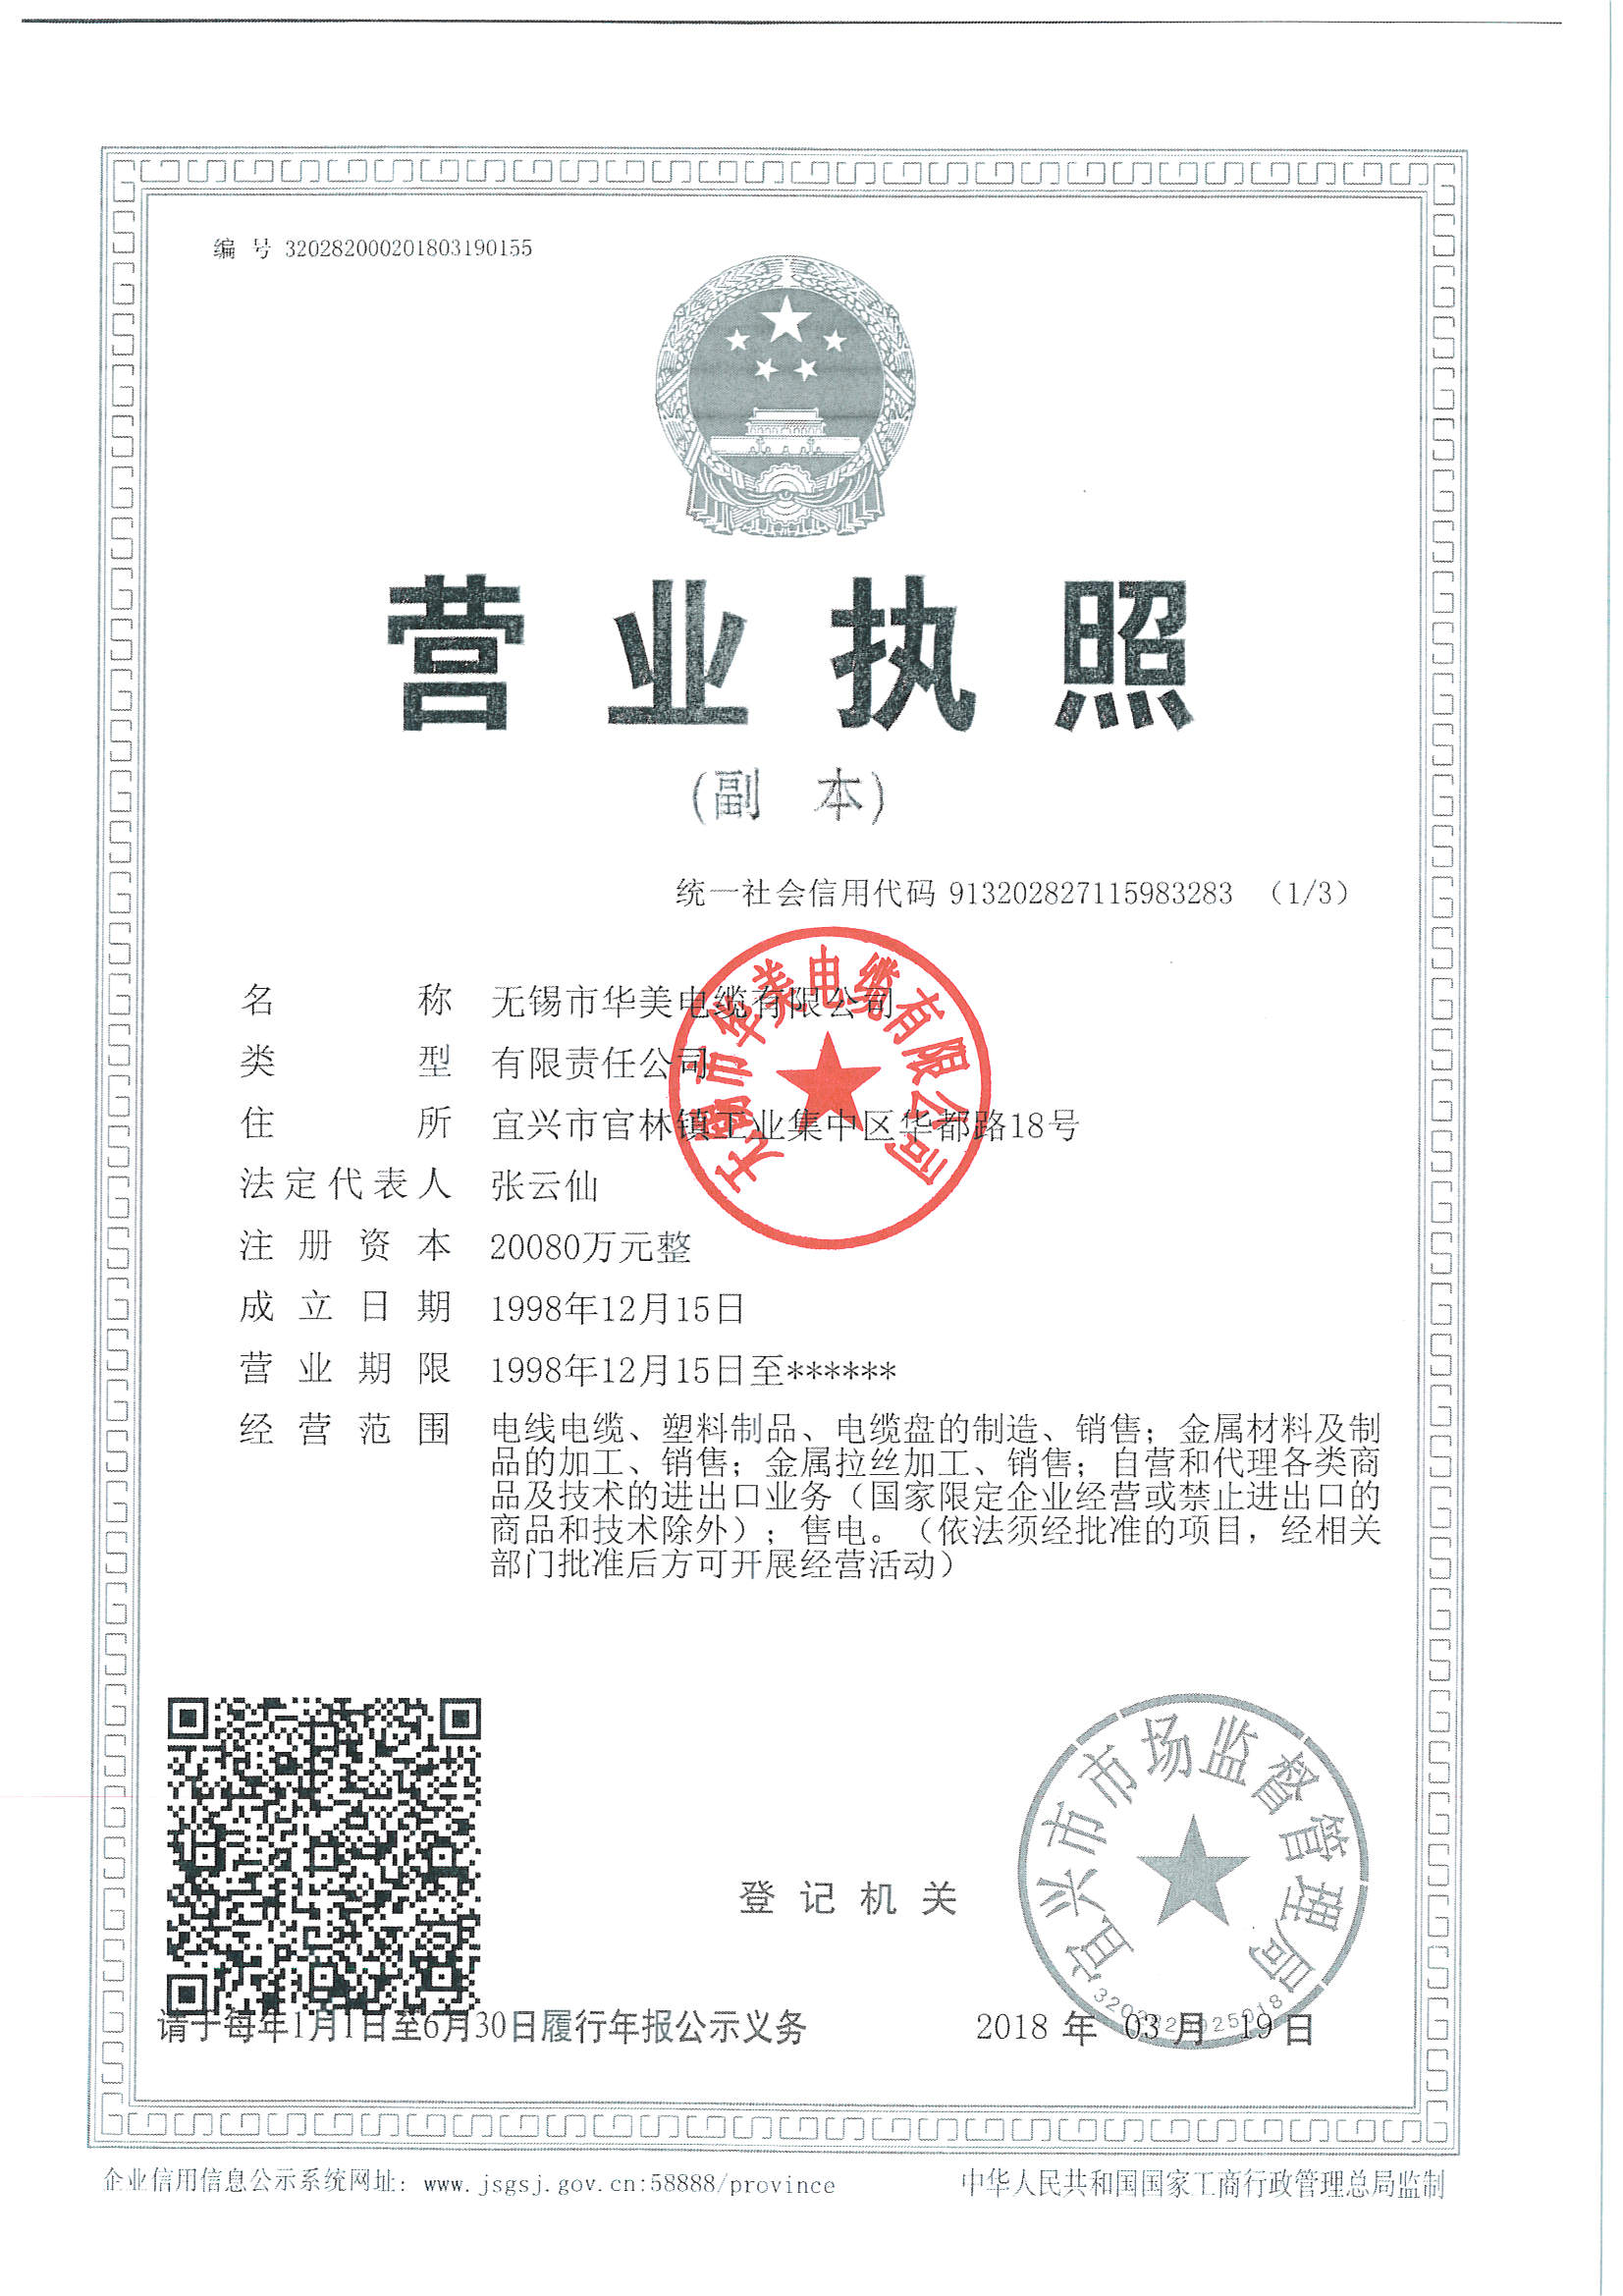 编 号 320282000201803190155
营业执照
(副 本)
统一社会信用代码 913202827115983283 (1/3)
名 称 无锡市华美电缆有限公司
类 型 有限责任公司
住 所 宜兴市官林镇工业集中区华都路18号
法定代表人 张云仙
注册资本 20080万元整
成立日期 1998年12月15日
营业期限 1998年12月15日至******
经营范围 电线电缆、塑料制品、电缆盘的制造、销售；金属材料及制
品的加工、销售；金属拉丝加工、销售；自营和代理各类商
品及技术的进出口业务（国家限定企业经营或禁止进出口的
商品和技术除外）；售电。（依法须经批准的项目，经相关
部门批准后方可开展经营活动）
无锡市华美电缆有限公司
登记机关
宜兴市市场监督管理局
请于每年1月1日至6月30日履行年报公示义务
2018 年 03 月 19 日
企业信用信息公示系统网址：www.jsgsj.gov.cn:58888/province
中华人民共和国国家工商行政管理总局监制